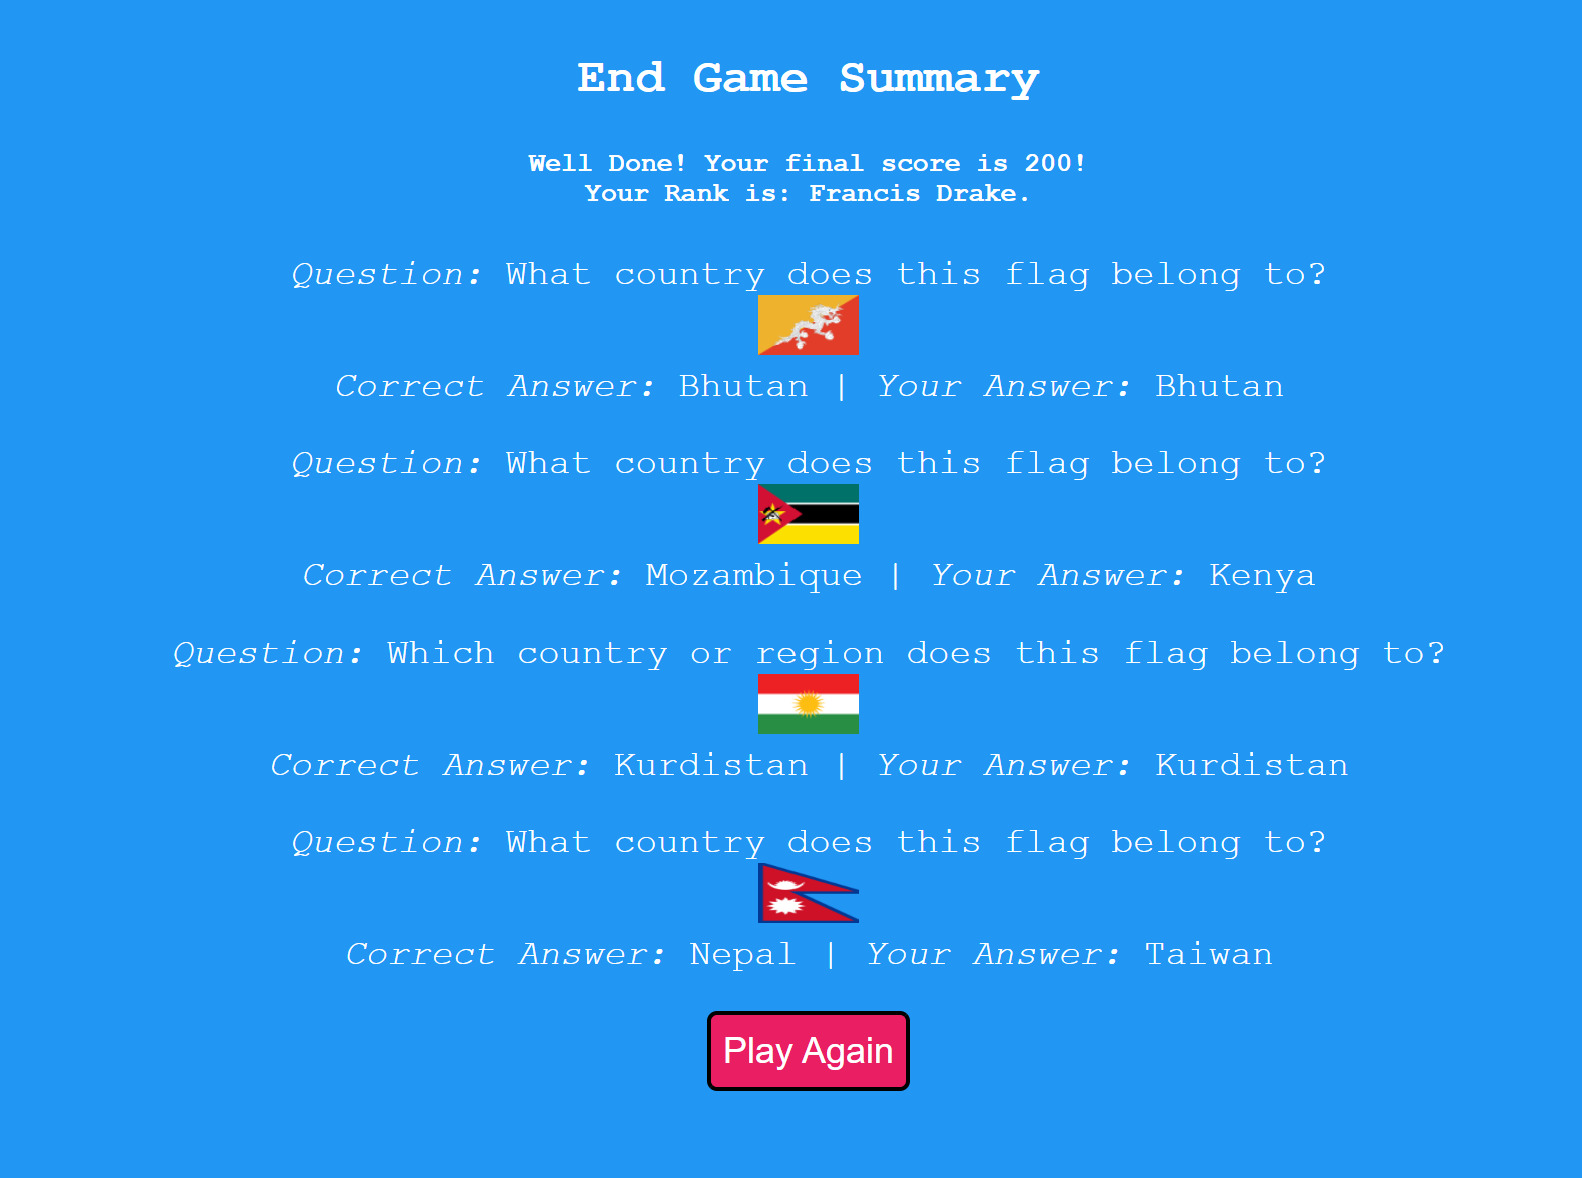 End Game Summary
Well Done! Your final score is 200!
Your Rank is: Francis Drake.
Question: What country does this flag belong to?
Correct Answer: Bhutan | Your Answer: Bhutan
Question: What country does this flag belong to?
Correct Answer: Mozambique | Your Answer: Kenya
Question: Which country or region does this flag belong to?
Correct Answer: Kurdistan | Your Answer: Kurdistan
Question: What country does this flag belong to?
Correct Answer: Nepal | Your Answer: Taiwan
Play Again